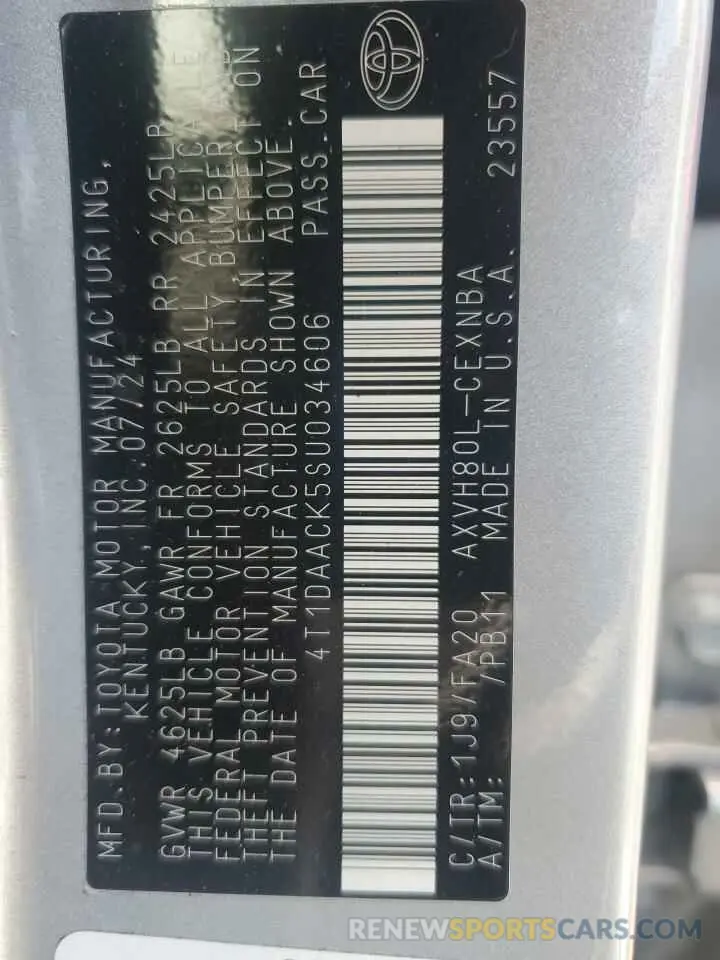 MFD.BY:TOYOTA MOTOR MANUFACTURING,
KENTUCKY, INC. 07/24
GVWR 4625LB GAWR FR 2625LB RR 2425LB
THIS VEHICLE CONFORMS TO ALL APPLICABLE
FEDERAL MOTOR VEHICLE SAFETY, BUMPER AND
THEFT PREVENTION STANDARDS IN EFFECT ON
THE DATE OF MANUFACTURE SHOWN ABOVE.
4T1DAACK5SU034606 PASS.CAR
C/TR:1J9/FA20 AXVH80L-CEXNBA 23557
A/TM: /PB11 MADE IN U.S.A.
RENEWSPORTSCARS.COM